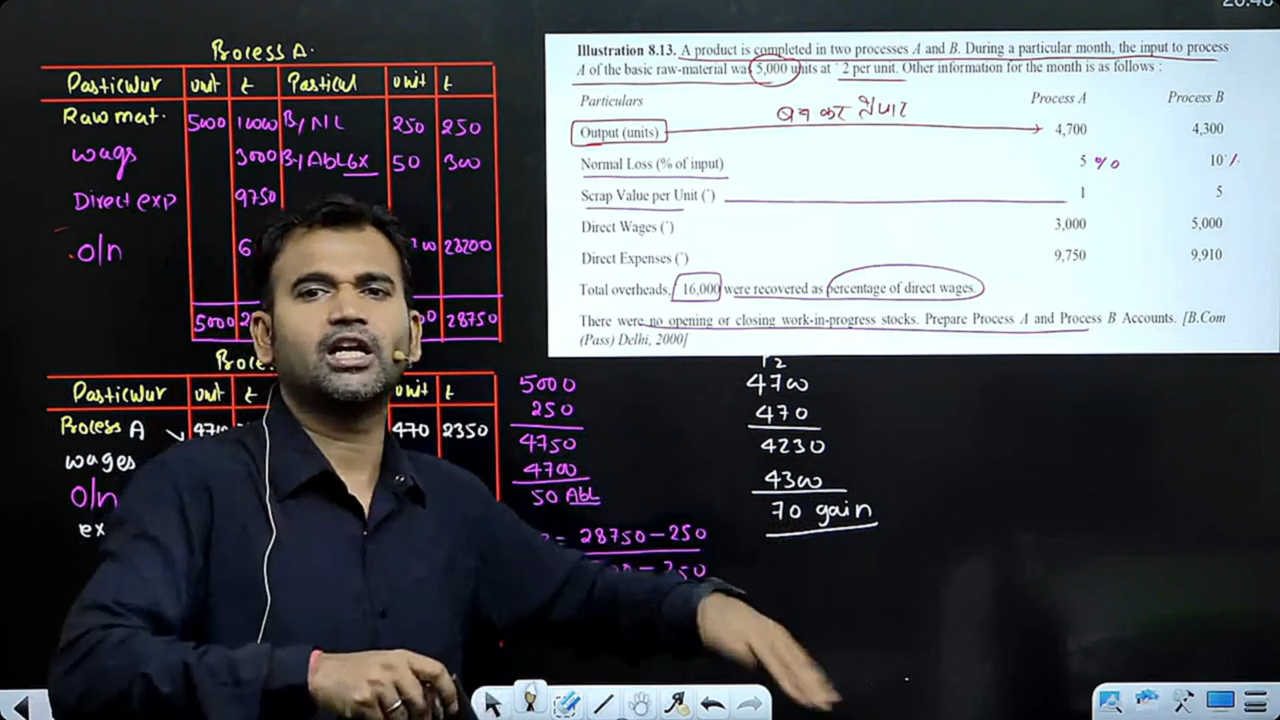 Process A.
Particular unit ₹ Particul unit ₹
Raw mat. 5000 10000 B/NL 250 250
wags 3000 B/AbL 6x 50 300
Direct exp 9750
O/h 28200
5000 28750
Particular unit ₹ unit ₹
Process A 470 2350
wages
O/h
ex
Illustration 8.13. A product is completed in two processes A and B. During a particular month, the input to process
A of the basic raw-material was 5,000 units at ` 2 per unit. Other information for the month is as follows :
Particulars Process A Process B
Output (units) 4,700 4,300
Normal Loss (% of input) 5 % 10 %
Scrap Value per Unit (`) 1 5
Direct Wages (`) 3,000 5,000
Direct Expenses (`) 9,750 9,910
Total overheads, 16,000 were recovered as percentage of direct wages.
There were no opening or closing work-in-progress stocks. Prepare Process A and Process B Accounts. [B.Com
(Pass) Delhi, 2000]
5000
250
4750
4700
50 AbL
= 28750-250
4700
470
4230
4300
70 gain